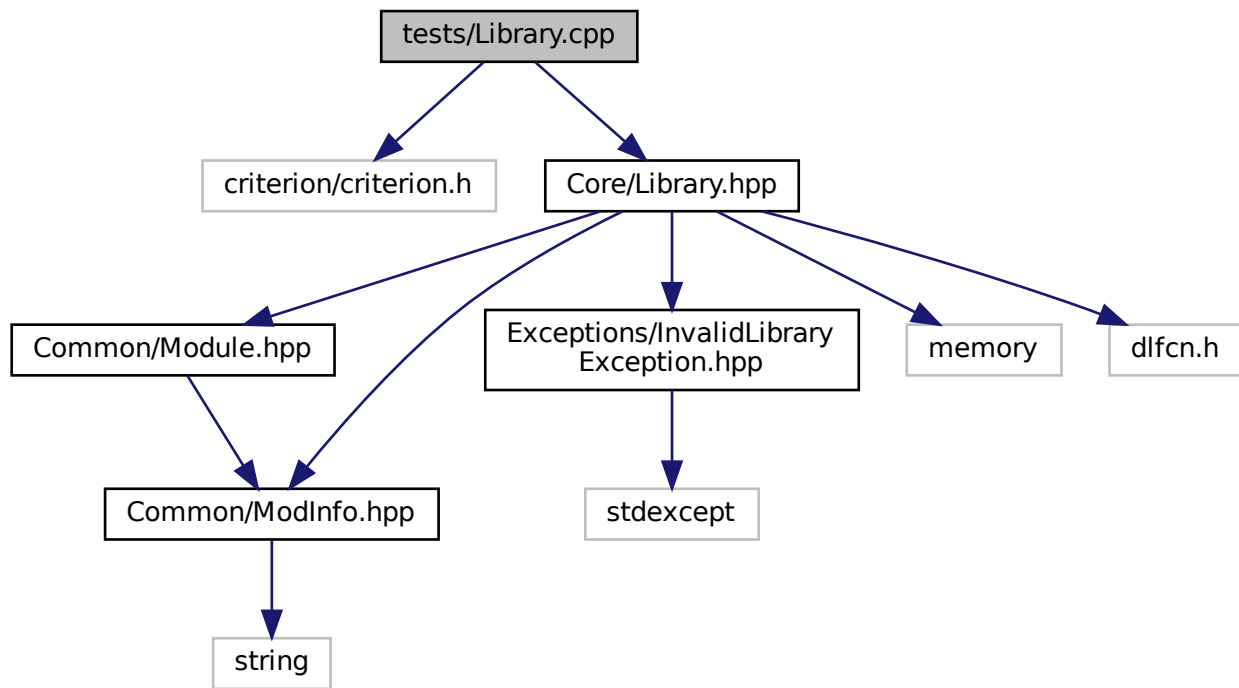 tests/Library.cpp
criterion/criterion.h
Core/Library.hpp
Common/Module.hpp
Exceptions/InvalidLibrary
Exception.hpp
memory
dlfcn.h
Common/ModInfo.hpp
stdexcept
string